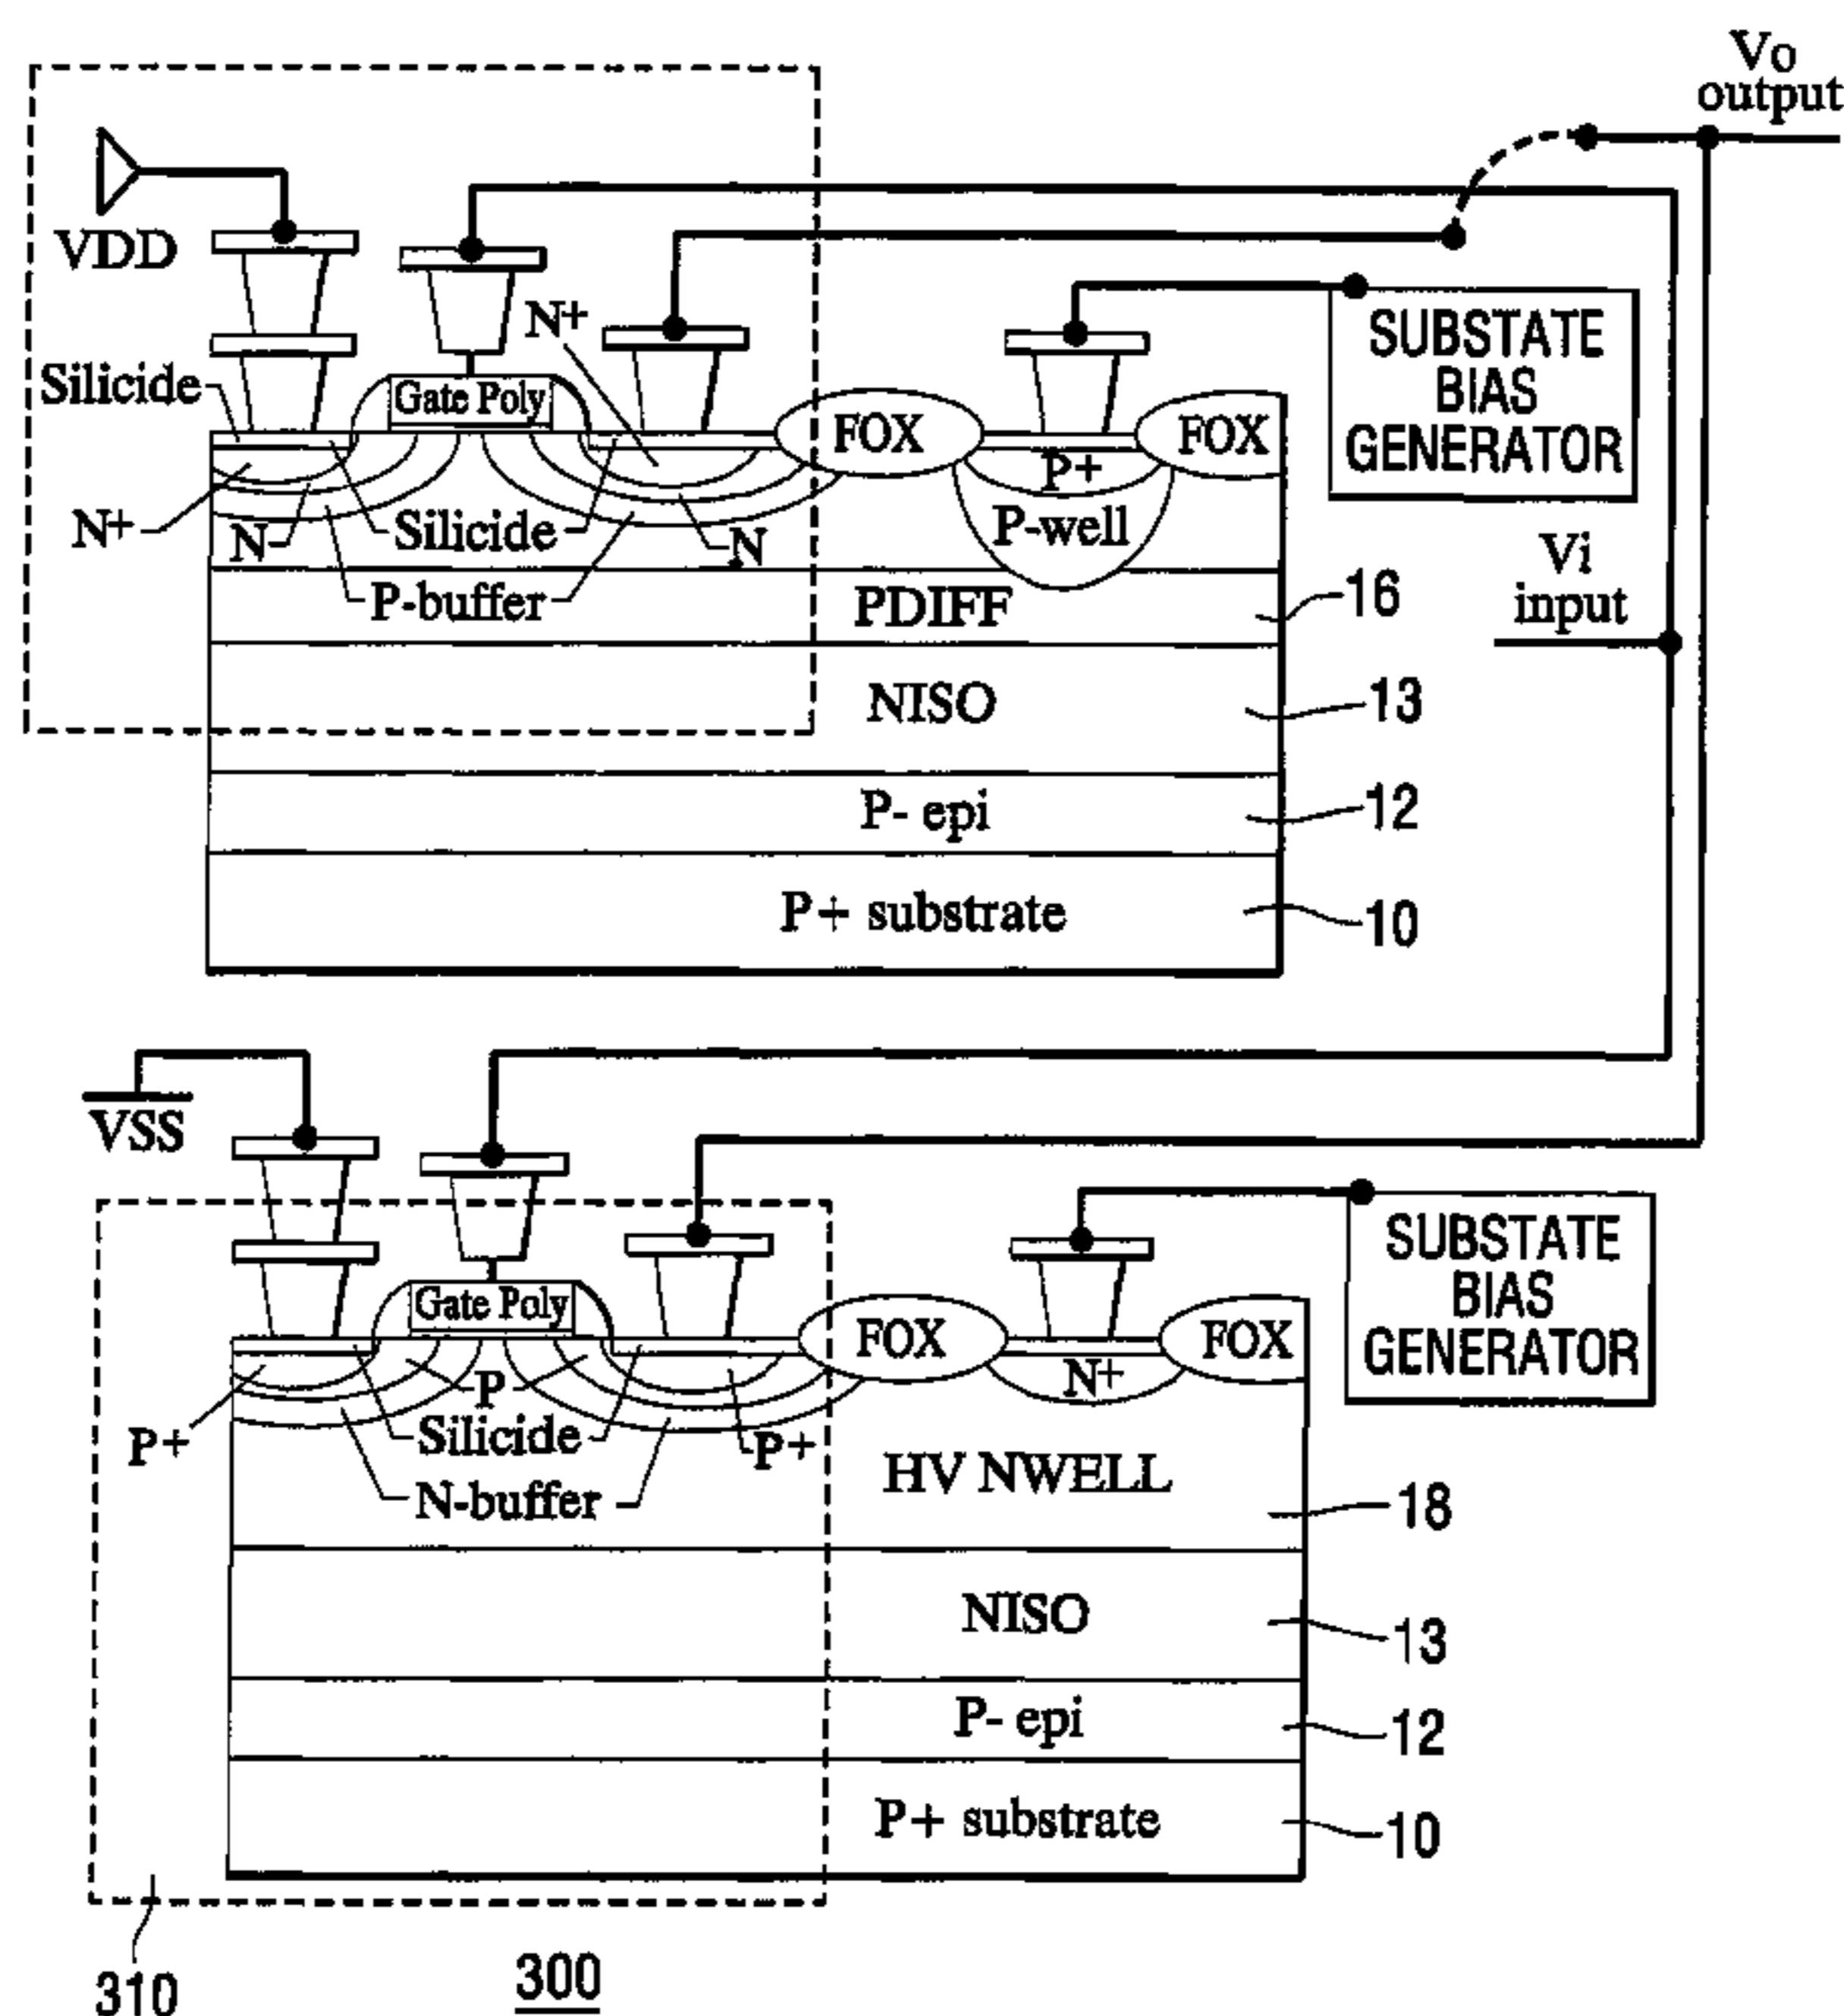 Vo
output
VDD
N+
SUBSTATE
BIAS
GENERATOR
Silicide
Gate Poly
FOX
FOX
P+
N+
N-
Silicide
N
P-well
Vi
input
P-buffer
PDIFF
16
NISO
13
P- epi
12
P+ substrate
10
VSS
SUBSTATE
BIAS
GENERATOR
Gate Poly
FOX
FOX
N+
P
P+
Silicide
P+
N-buffer
HV NWELL
18
NISO
13
P- epi
12
P+ substrate
10
310
300